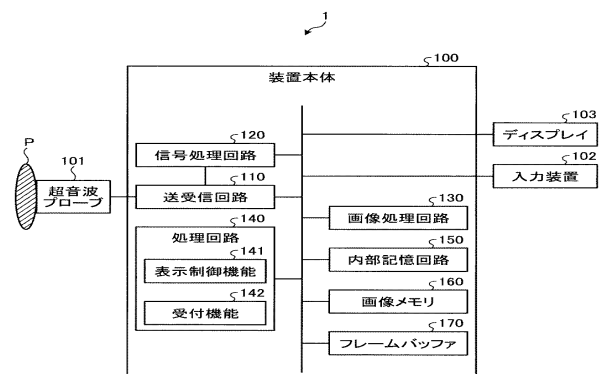 1
100
装置本体
103
ディスプレイ
102
入力装置
P
101
超音波
プローブ
120
信号処理回路
110
送受信回路
140
処理回路
141
表示制御機能
142
受付機能
130
画像処理回路
150
内部記憶回路
160
画像メモリ
170
フレームバッファ